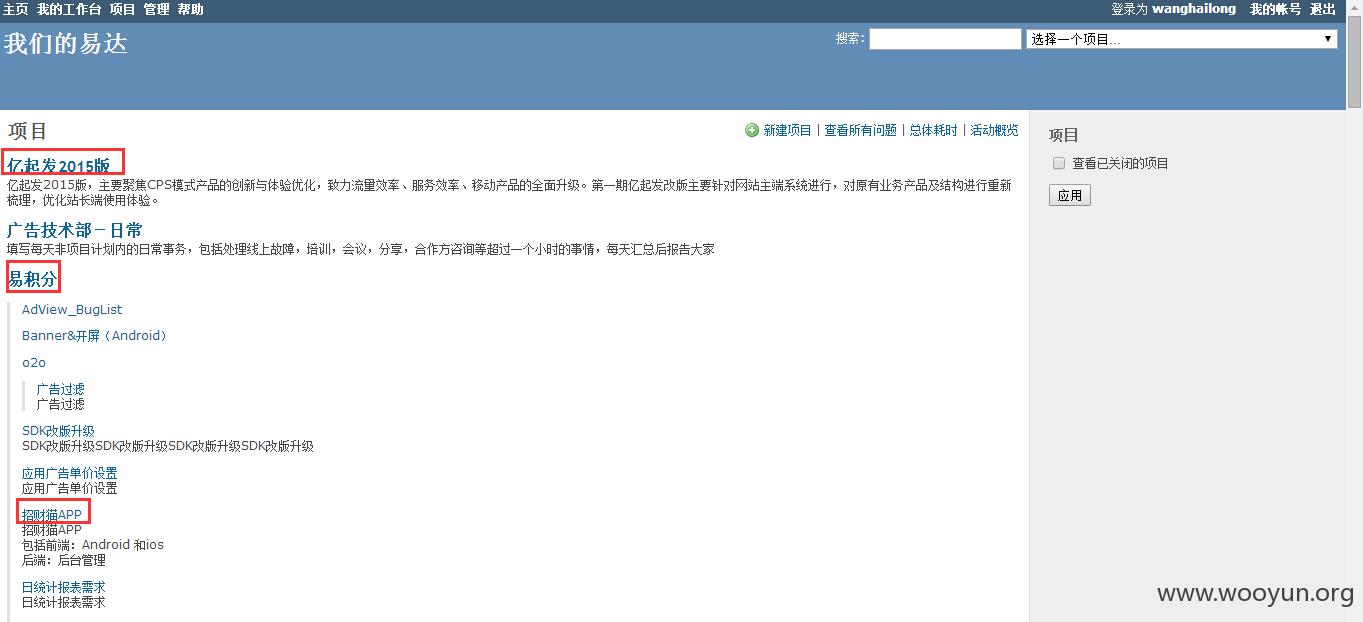 主页 我的工作台 项目 管理 帮助 登录为 wanghailong 我的帐号 退出
我们的易达 搜索: 选择一个项目...
项目 新建项目 | 查看所有问题 | 总体耗时 | 活动概览
亿起发2015版
亿起发2015版，主要聚焦CPS模式产品的创新与体验优化，致力流量效率、服务效率、移动产品的全面升级。第一期亿起发改版主要针对网站主端系统进行，对原有业务产品及结构进行重新
梳理，优化站长端使用体验。
广告技术部－日常
填写每天非项目计划内的日常事务，包括处理线上故障，培训，会议，分享，合作方咨询等超过一个小时的事情，每天汇总后报告大家
易积分
AdView_BugList
Banner&开屏（Android）
o2o
广告过滤
广告过滤
SDK改版升级
SDK改版升级SDK改版升级SDK改版升级SDK改版升级
应用广告单价设置
应用广告单价设置
招财猫APP
招财猫APP
包括前端：Android 和ios
后端：后台管理
日统计报表需求
日统计报表需求
项目
查看已关闭的项目
应用
www.wooyun.org